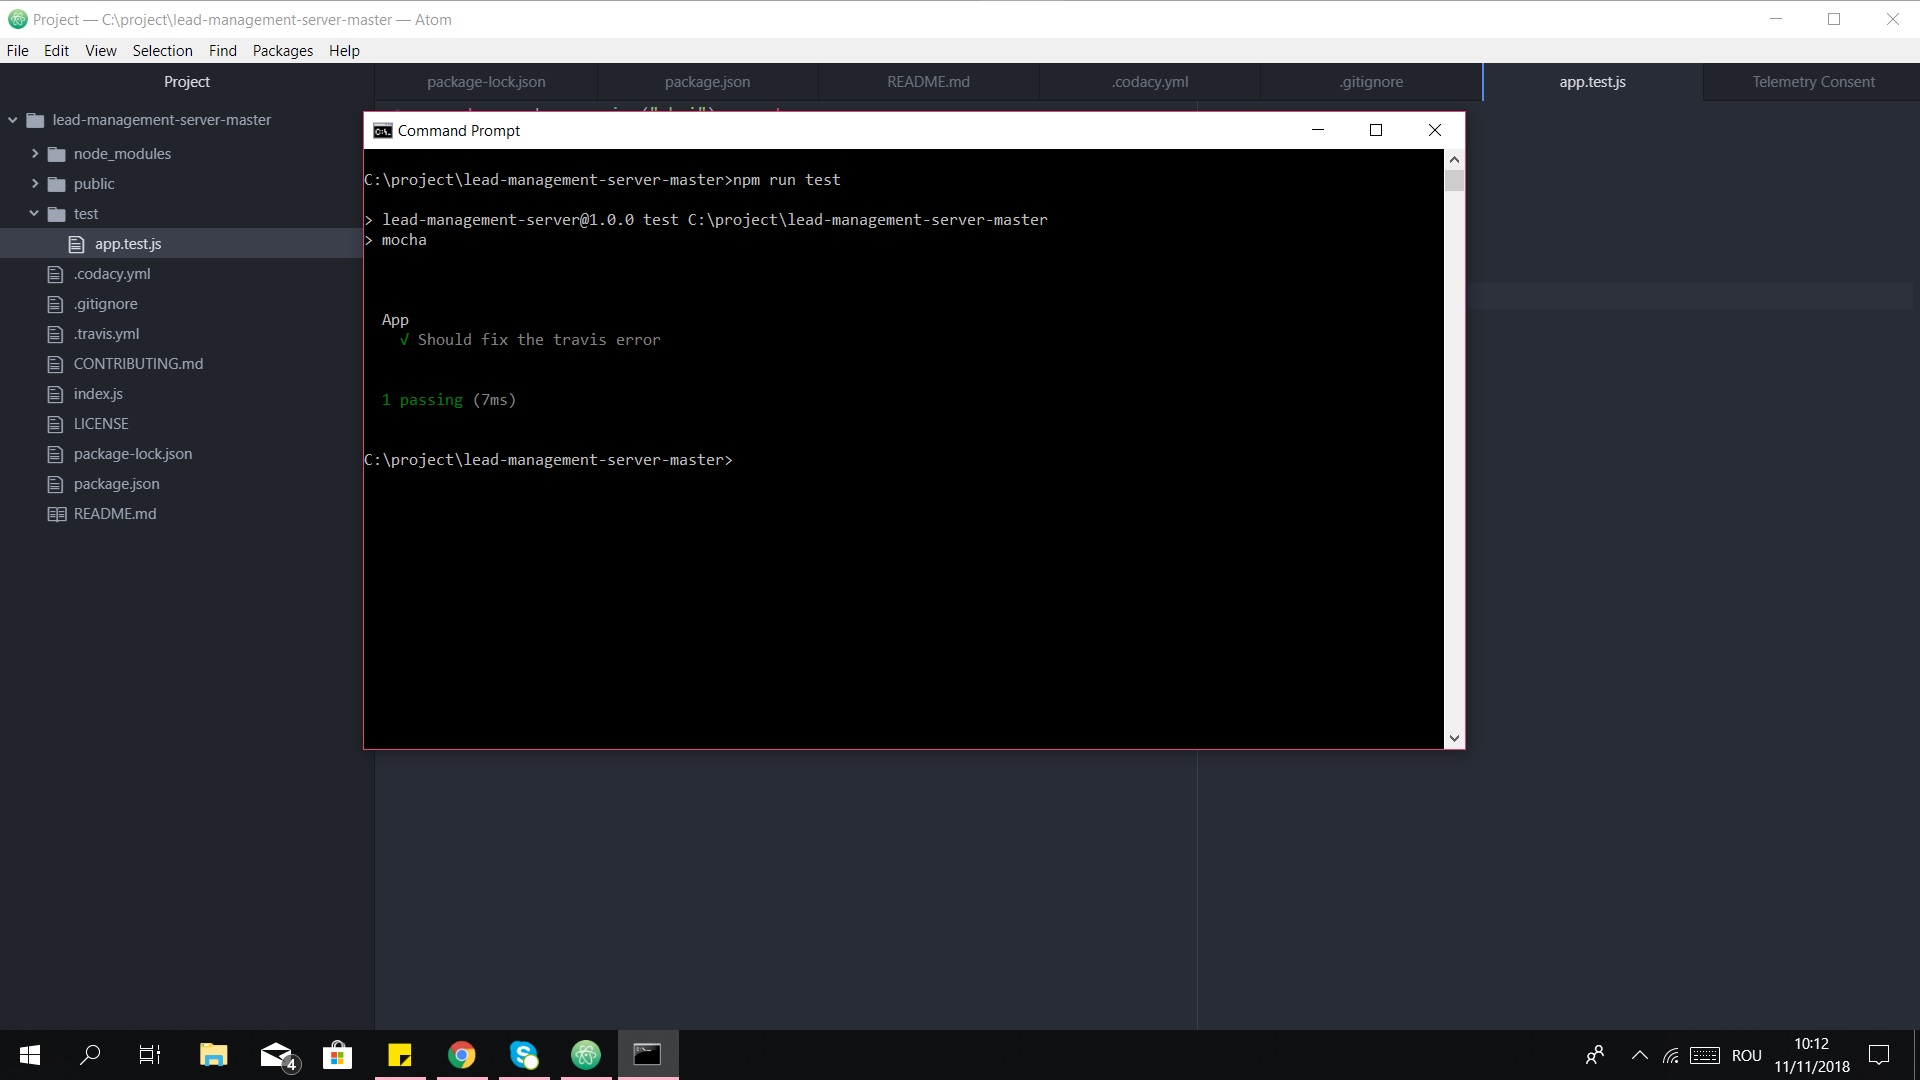 Project — C:\project\lead-management-server-master — Atom
File Edit View Selection Find Packages Help
Project
package-lock.json
package.json
README.md
.codacy.yml
.gitignore
app.test.js
Telemetry Consent
lead-management-server-master
node_modules
public
test
app.test.js
.codacy.yml
.gitignore
.travis.yml
CONTRIBUTING.md
index.js
LICENSE
package-lock.json
package.json
README.md
Command Prompt
C:\project\lead-management-server-master>npm run test
> lead-management-server@1.0.0 test C:\project\lead-management-server-master
> mocha
App
√ Should fix the travis error
1 passing (7ms)
C:\project\lead-management-server-master>
4
ROU
10:12
11/11/2018